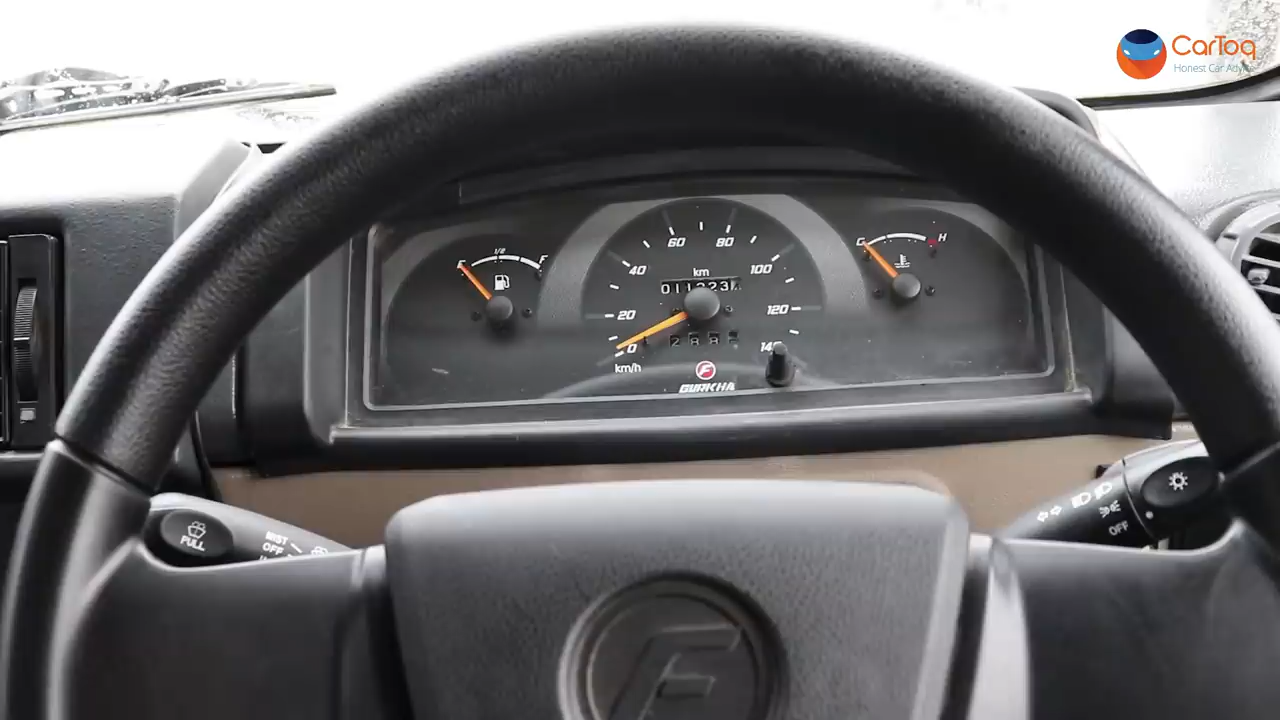 CarToq
Honest Car Advice
1/2
E
F
0
20
40
60
80
100
120
140
km
km/h
GURKHA
C
H
PULL
MIST
OFF
OFF
F